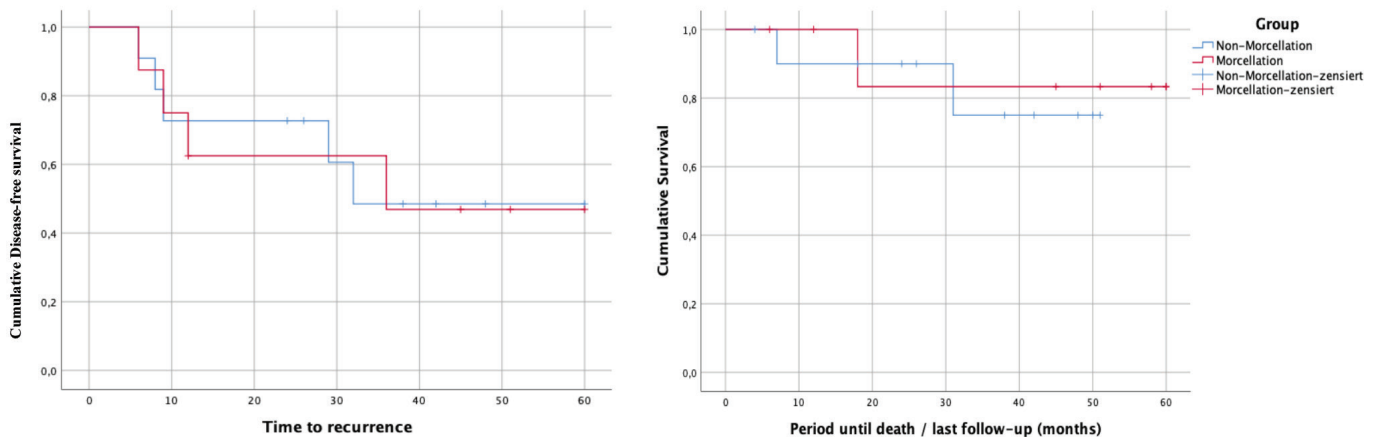 Cumulative Disease-free survival
1,0
0,8
0,6
0,4
0,2
0,0
0 10 20 30 40 50 60
Time to recurrence
Cumulative Survival
1,0
0,8
0,6
0,4
0,2
0,0
0 10 20 30 40 50 60
Period until death / last follow-up (months)
Group
Non-Morcellation
Morcellation
Non-Morcellation-zensiert
Morcellation-zensiert